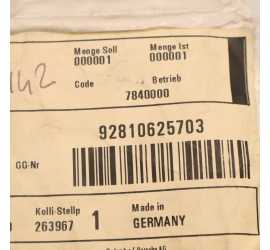 Menge Soll Menge Ist
000001 000001
142
Code Betrieb
7840000
92810625703
GG-Nr
Kolli-Stellp Made in
263967 1 GERMANY